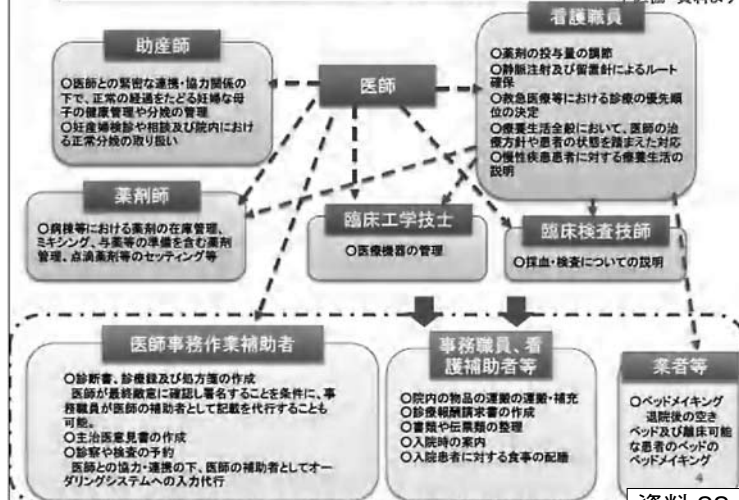 看護職員
○薬剤の投与量の調節
○静脈注射及び留置針によるルート
確保
○救急医療等における診療の優先順
位の決定
○療養生活全般において、医師の治
療方針や患者の状態を踏まえた対応
○慢性疾患患者に対する療養生活の
説明
助産師
○医師との緊密な連携・協力関係の
下で、正常の経過をたどる妊婦な母
子の健康管理や分娩の管理
○妊産婦検診や相談及び院内におけ
る正常分娩の取り扱い
医師
薬剤師
○病棟等における薬剤の在庫管理、
ミキシング、与薬等の準備を含む薬剤
管理、点滴薬剤等のセッティング等
臨床工学技士
○医療機器の管理
臨床検査技師
○採血・検査についての説明
医師事務作業補助者
○診断書、診療録及び処方箋の作成
医師が最終敵意に確認し署名することを条件に、事
務職員が医師の補助者として記載を代行することも
可能。
○主治医意見書の作成
○診察や検査の予約
医師との協力・連携の下、医師の補助者としてオー
ダリングシステムへの入力代行
事務職員、看
護補助者等
○院内の物品の運搬の運搬・補充
○診療報酬請求書の作成
○書類や伝票類の整理
○入院時の案内
○入院患者に対する食事の配膳
業者等
○ベッドメイキング
退院後の空き
ベッド及び離床可能
な患者のベッドの
ベッドメイキング
4